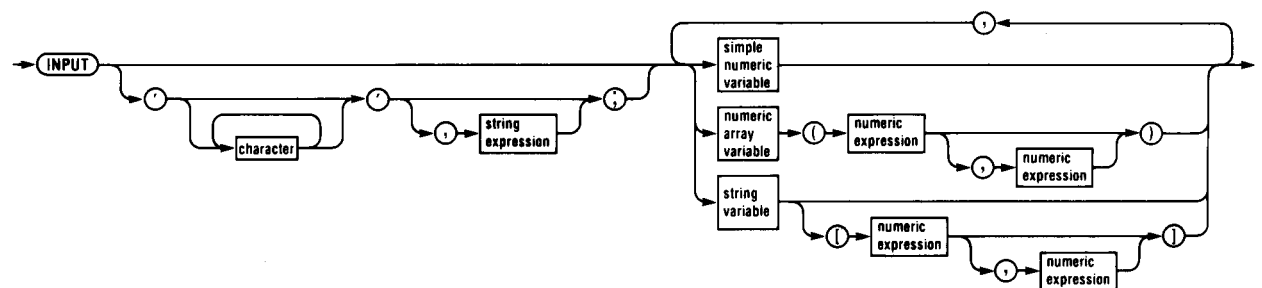 ,
INPUT
simple
numeric
variable
'
'
;
,
string
expression
character
numeric
array
variable
(
numeric
expression
)
,
numeric
expression
string
variable
[
numeric
expression
]
,
numeric
expression